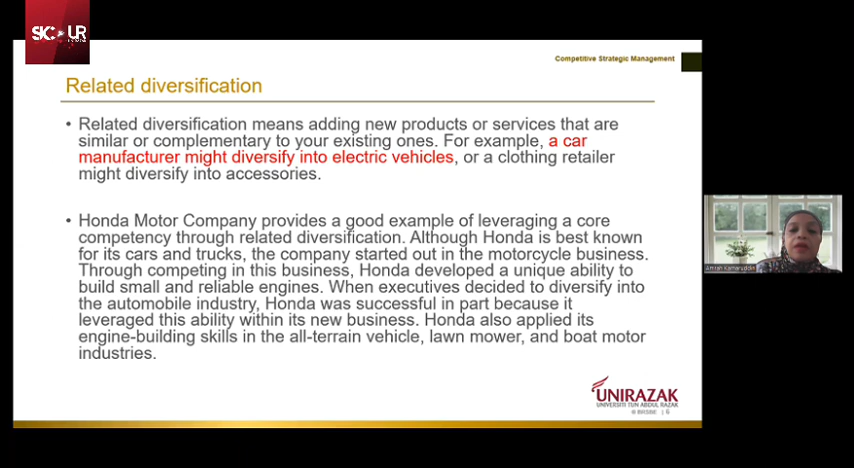 SIC UR
Competitive Strategic Management
Related diversification
• Related diversification means adding new products or services that are
similar or complementary to your existing ones. For example, a car
manufacturer might diversify into electric vehicles, or a clothing retailer
might diversify into accessories.
• Honda Motor Company provides a good example of leveraging a core
competency through related diversification. Although Honda is best known
for its cars and trucks, the company started out in the motorcycle business.
Through competing in this business, Honda developed a unique ability to
build small and reliable engines. When executives decided to diversify into
the automobile industry, Honda was successful in part because it
leveraged this ability within its new business. Honda also applied its
engine-building skills in the all-terrain vehicle, lawn mower, and boat motor
industries.
Kamaruddin
UNIRAZAK
UNIVERSITI TUN ABDUL RAZAK
| 6